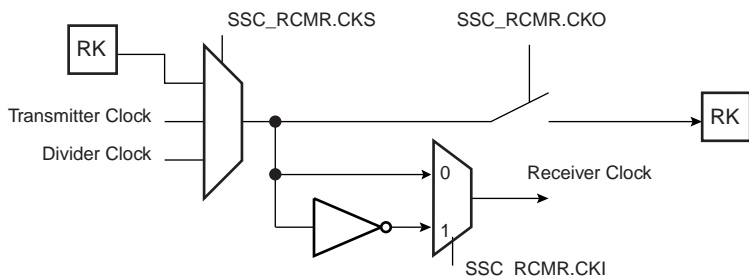 SSC_RCMR.CKS
SSC_RCMR.CKO
RK
Transmitter Clock
RK
Divider Clock
0
Receiver Clock
1
SSC_RCMR.CKI